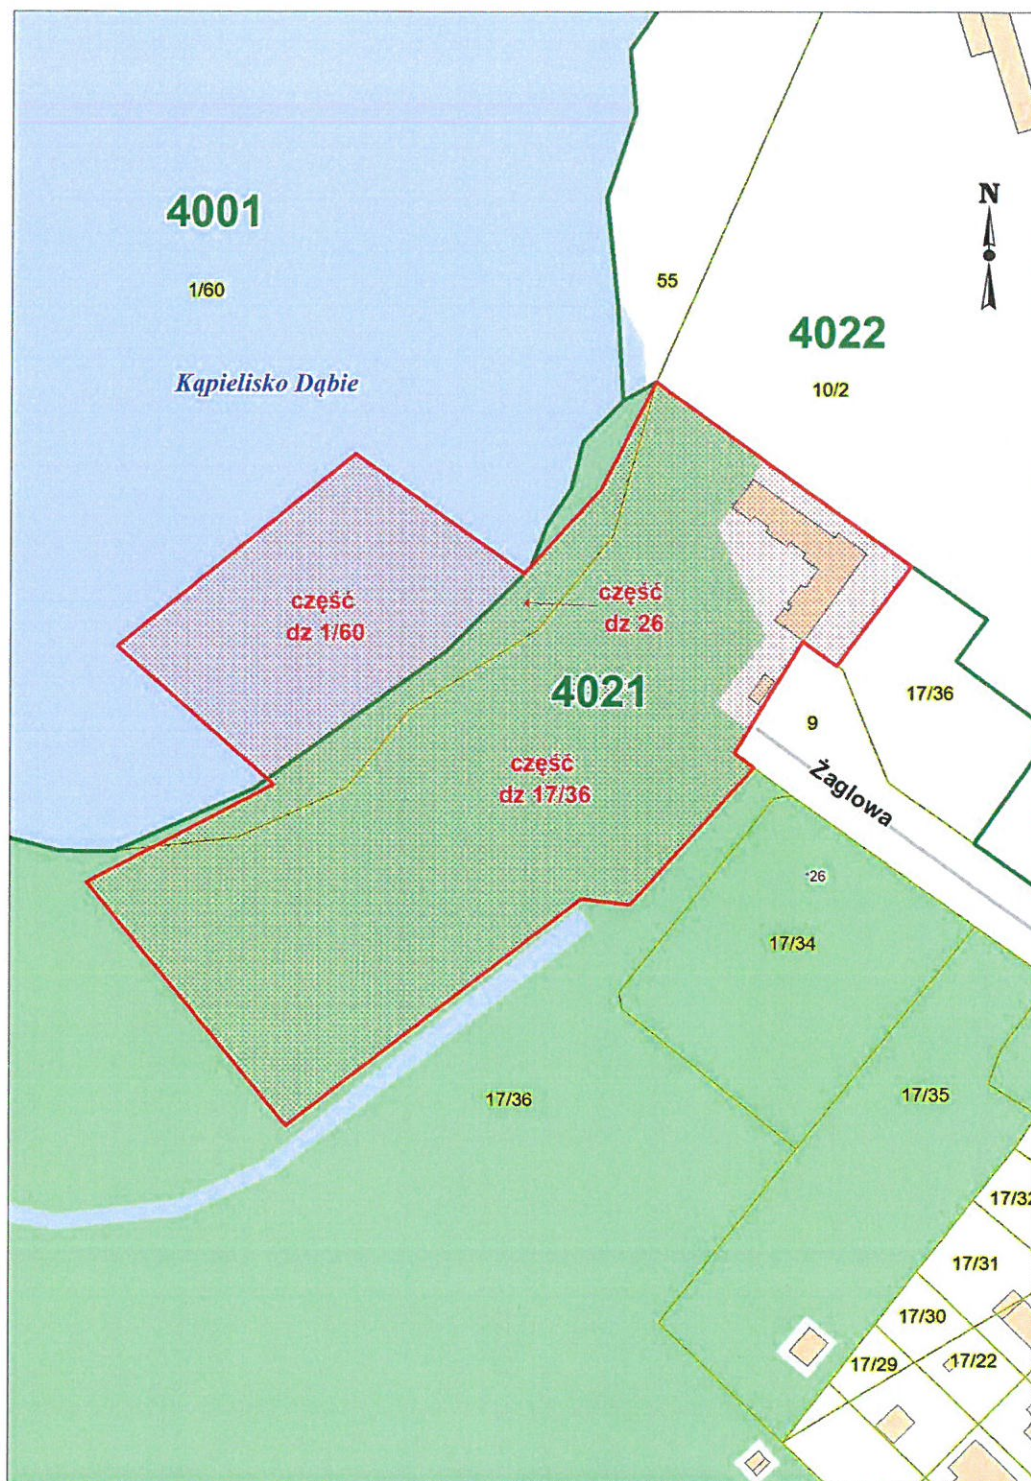 4001
1/60
Kąpielisko Dąbie
N
55
4022
10/2
część
dz 1/60
część
dz 26
4021
17/36
9
część
dz 17/36
Żaglowa
26
17/34
17/36
17/35
17/32
17/31
17/30
17/29
17/22